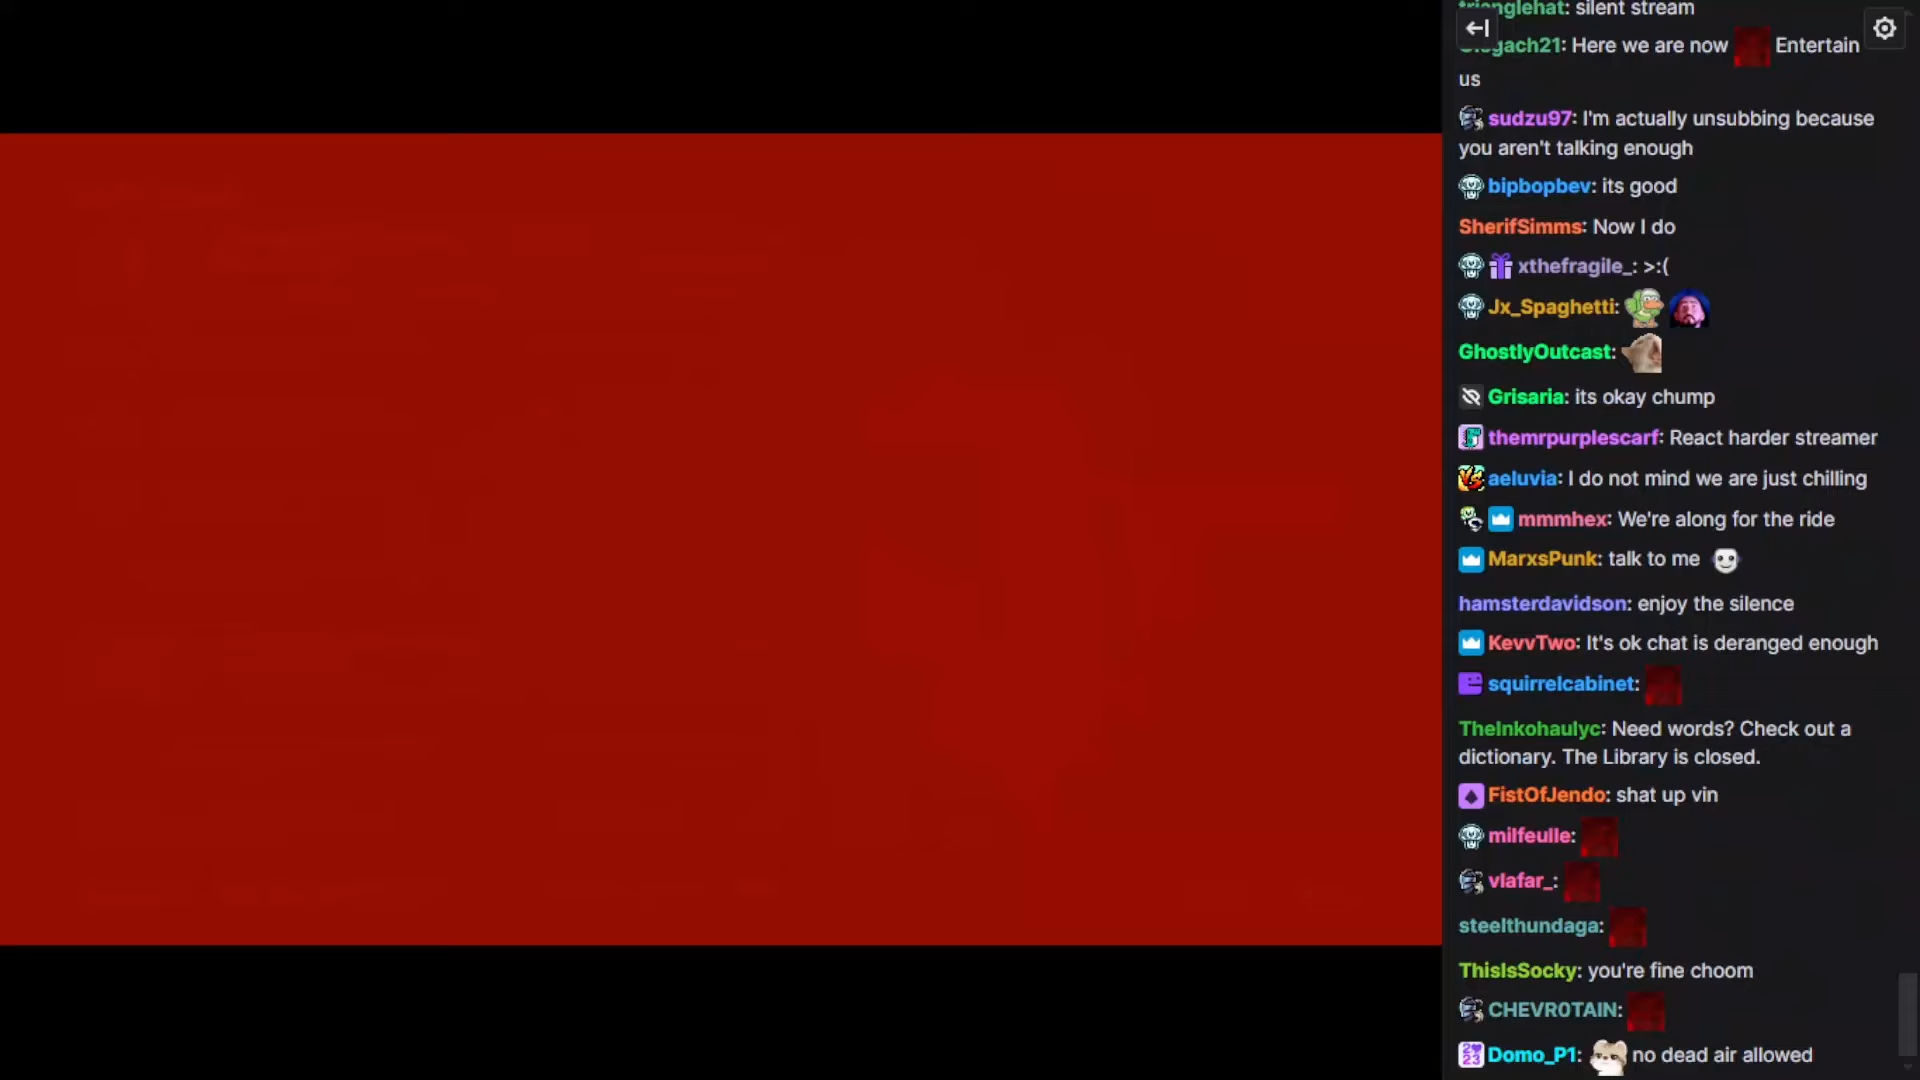 trianglehat: silent stream
gach21: Here we are now Entertain
us
sudzu97: I'm actually unsubbing because
you aren't talking enough
bipbopbev: its good
SherifSimms: Now I do
xthefragile_: >:(
Jx_Spaghetti:
GhostlyOutcast:
Grisaria: its okay chump
themrpurplescarf: React harder streamer
aeluvia: I do not mind we are just chilling
mmmhex: We're along for the ride
MarxsPunk: talk to me
hamsterdavidson: enjoy the silence
KevvTwo: It's ok chat is deranged enough
squirrelcabinet:
TheInkohaulyc: Need words? Check out a
dictionary. The Library is closed.
FistOfJendo: shat up vin
milfeulle:
vlafar_:
steelthundaga:
ThisIsSocky: you're fine choom
CHEVR0TAIN:
Domo_P1: no dead air allowed